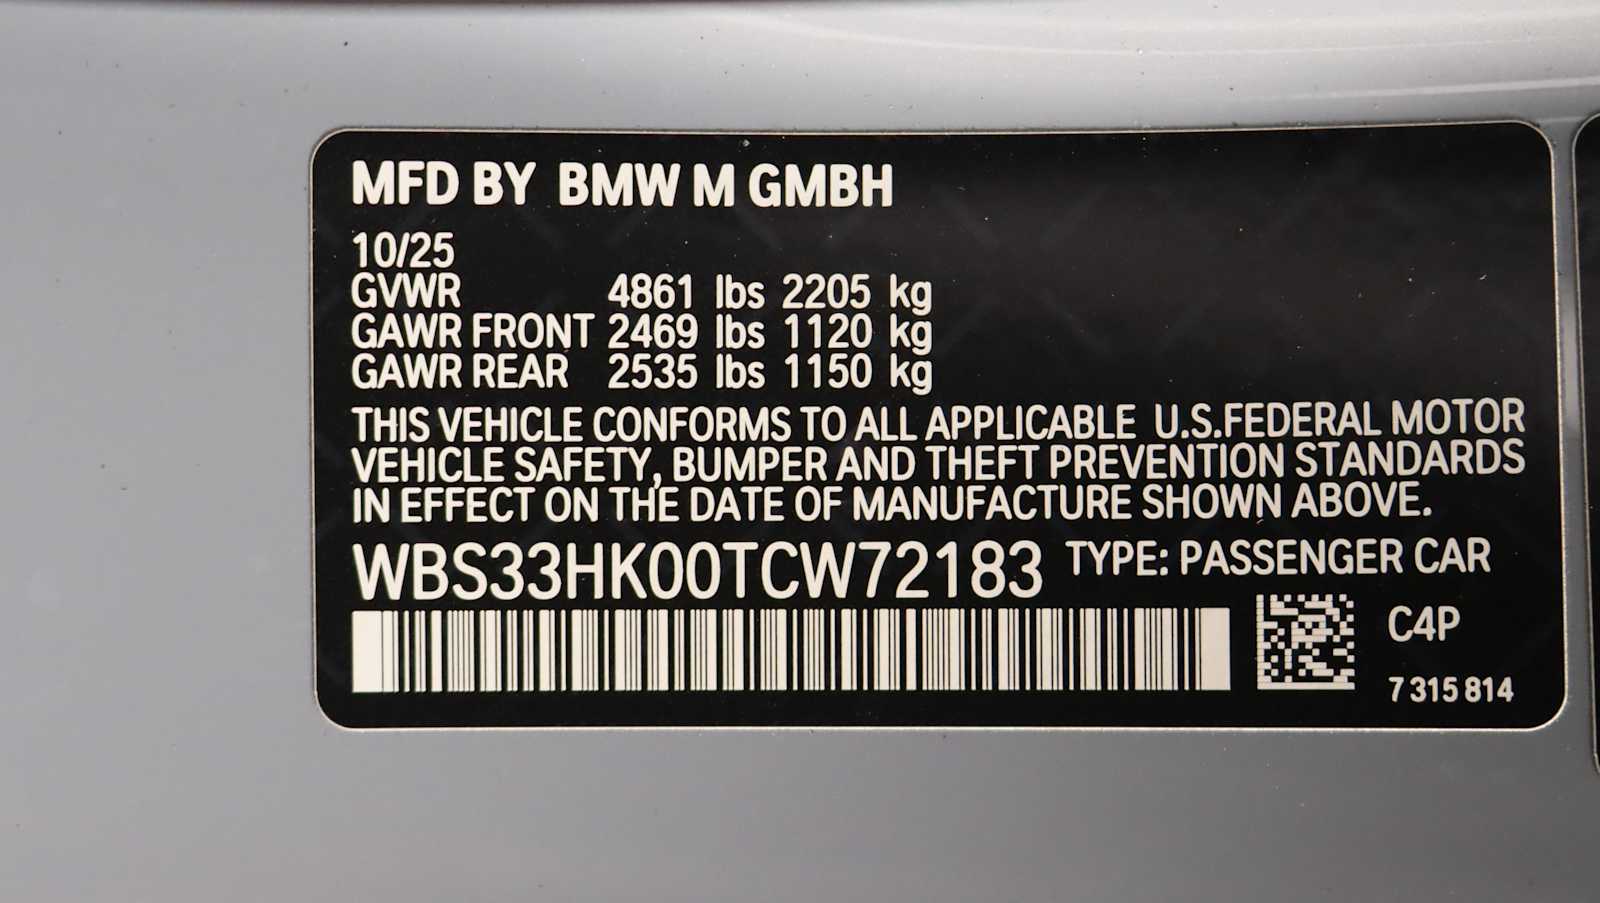 MFD BY BMW M GMBH
10/25
GVWR 4861 lbs 2205 kg
GAWR FRONT 2469 lbs 1120 kg
GAWR REAR 2535 lbs 1150 kg
THIS VEHICLE CONFORMS TO ALL APPLICABLE U.S.FEDERAL MOTOR
VEHICLE SAFETY, BUMPER AND THEFT PREVENTION STANDARDS
IN EFFECT ON THE DATE OF MANUFACTURE SHOWN ABOVE.
WBS33HK00TCW72183 TYPE: PASSENGER CAR
C4P
7 315 814